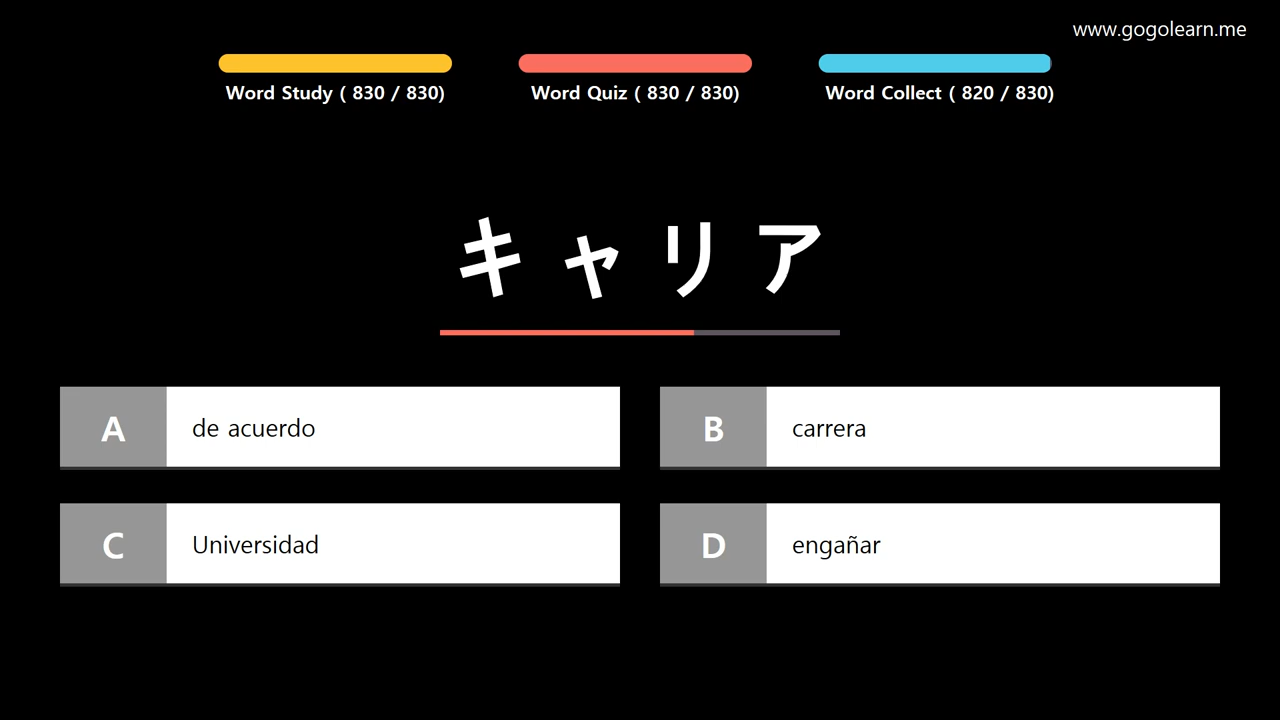 www.gogolearn.me
Word Study ( 830 / 830)
Word Quiz ( 830 / 830)
Word Collect ( 820 / 830)
キャリア
A
de acuerdo
B
carrera
C
Universidad
D
engañar